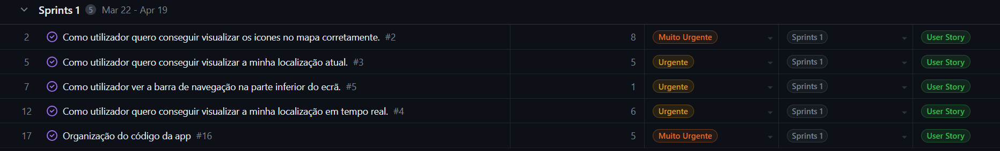 Sprints 1 5 Mar 22 - Apr 19
2 Como utilizador quero conseguir visualizar os icones no mapa corretamente. #2 8 Muito Urgente Sprints 1 User Story
5 Como utilizador quero conseguir visualizar a minha localização atual. #3 5 Urgente Sprints 1 User Story
7 Como utilizador ver a barra de navegação na parte inferior do ecrã. #5 1 Urgente Sprints 1 User Story
12 Como utilizador quero conseguir visualizar a minha localização em tempo real. #4 6 Urgente Sprints 1 User Story
17 Organização do código da app #16 5 Muito Urgente Sprints 1 User Story